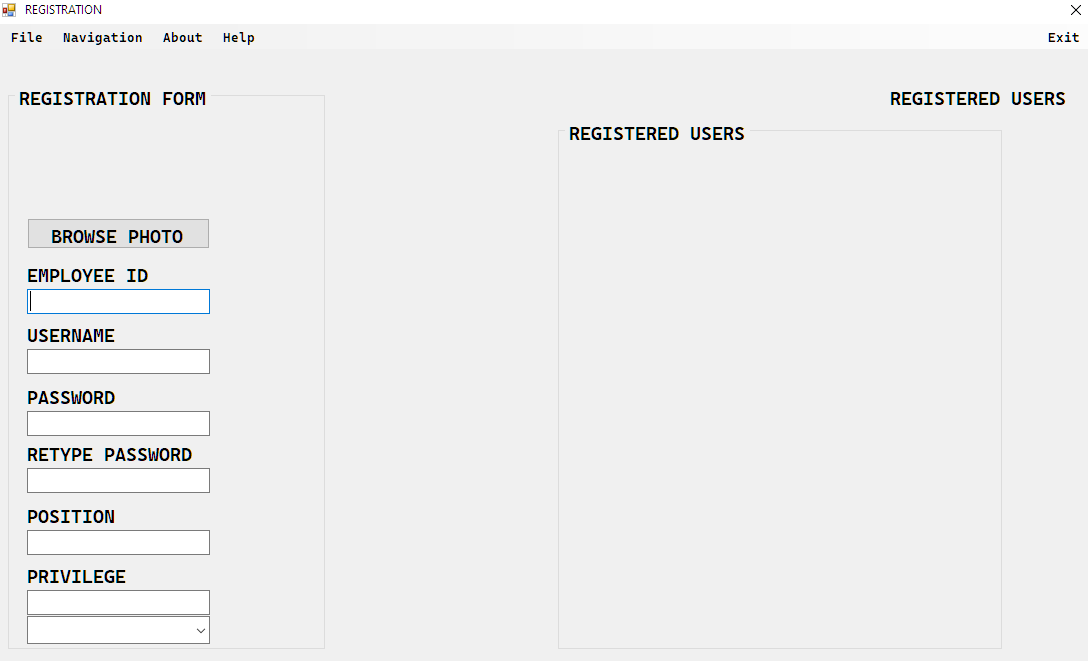 REGISTRATION
File Navigation About Help Exit
REGISTRATION FORM
REGISTERED USERS
REGISTERED USERS
BROWSE PHOTO
EMPLOYEE ID
USERNAME
PASSWORD
RETYPE PASSWORD
POSITION
PRIVILEGE